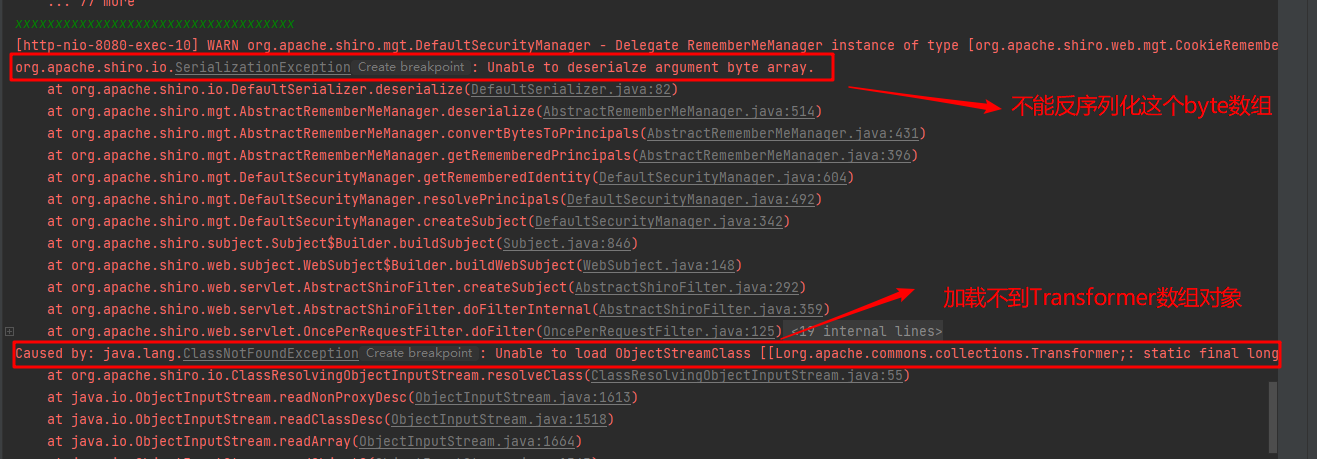 ... 77 more
xxxxxxxxxxxxxxxxxxxxxxxxxxxxxxxxxxx
[http-nio-8080-exec-10] WARN org.apache.shiro.mgt.DefaultSecurityManager - Delegate RememberMeManager instance of type [org.apache.shiro.web.mgt.CookieRemembe
org.apache.shiro.io.SerializationException Create breakpoint : Unable to deserialze argument byte array.
at org.apache.shiro.io.DefaultSerializer.deserialize(DefaultSerializer.java:82)
不能反序列化这个byte数组
at org.apache.shiro.mgt.AbstractRememberMeManager.deserialize(AbstractRememberMeManager.java:514)
at org.apache.shiro.mgt.AbstractRememberMeManager.convertBytesToPrincipals(AbstractRememberMeManager.java:431)
at org.apache.shiro.mgt.AbstractRememberMeManager.getRememberedPrincipals(AbstractRememberMeManager.java:396)
at org.apache.shiro.mgt.DefaultSecurityManager.getRememberedIdentity(DefaultSecurityManager.java:604)
at org.apache.shiro.mgt.DefaultSecurityManager.resolvePrincipals(DefaultSecurityManager.java:492)
at org.apache.shiro.mgt.DefaultSecurityManager.createSubject(DefaultSecurityManager.java:342)
at org.apache.shiro.subject.Subject$Builder.buildSubject(Subject.java:846)
at org.apache.shiro.web.subject.WebSubject$Builder.buildWebSubject(WebSubject.java:148)
at org.apache.shiro.web.servlet.AbstractShiroFilter.createSubject(AbstractShiroFilter.java:292)
加载不到Transformer数组对象
at org.apache.shiro.web.servlet.AbstractShiroFilter.doFilterInternal(AbstractShiroFilter.java:359)
at org.apache.shiro.web.servlet.OncePerRequestFilter.doFilter(OncePerRequestFilter.java:125) <19 internal lines>
Caused by: java.lang.ClassNotFoundException Create breakpoint : Unable to load ObjectStreamClass [[Lorg.apache.commons.collections.Transformer;: static final long
at org.apache.shiro.io.ClassResolvingObjectInputStream.resolveClass(ClassResolvingObjectInputStream.java:55)
at java.io.ObjectInputStream.readNonProxyDesc(ObjectInputStream.java:1613)
at java.io.ObjectInputStream.readClassDesc(ObjectInputStream.java:1518)
at java.io.ObjectInputStream.readArray(ObjectInputStream.java:1664)